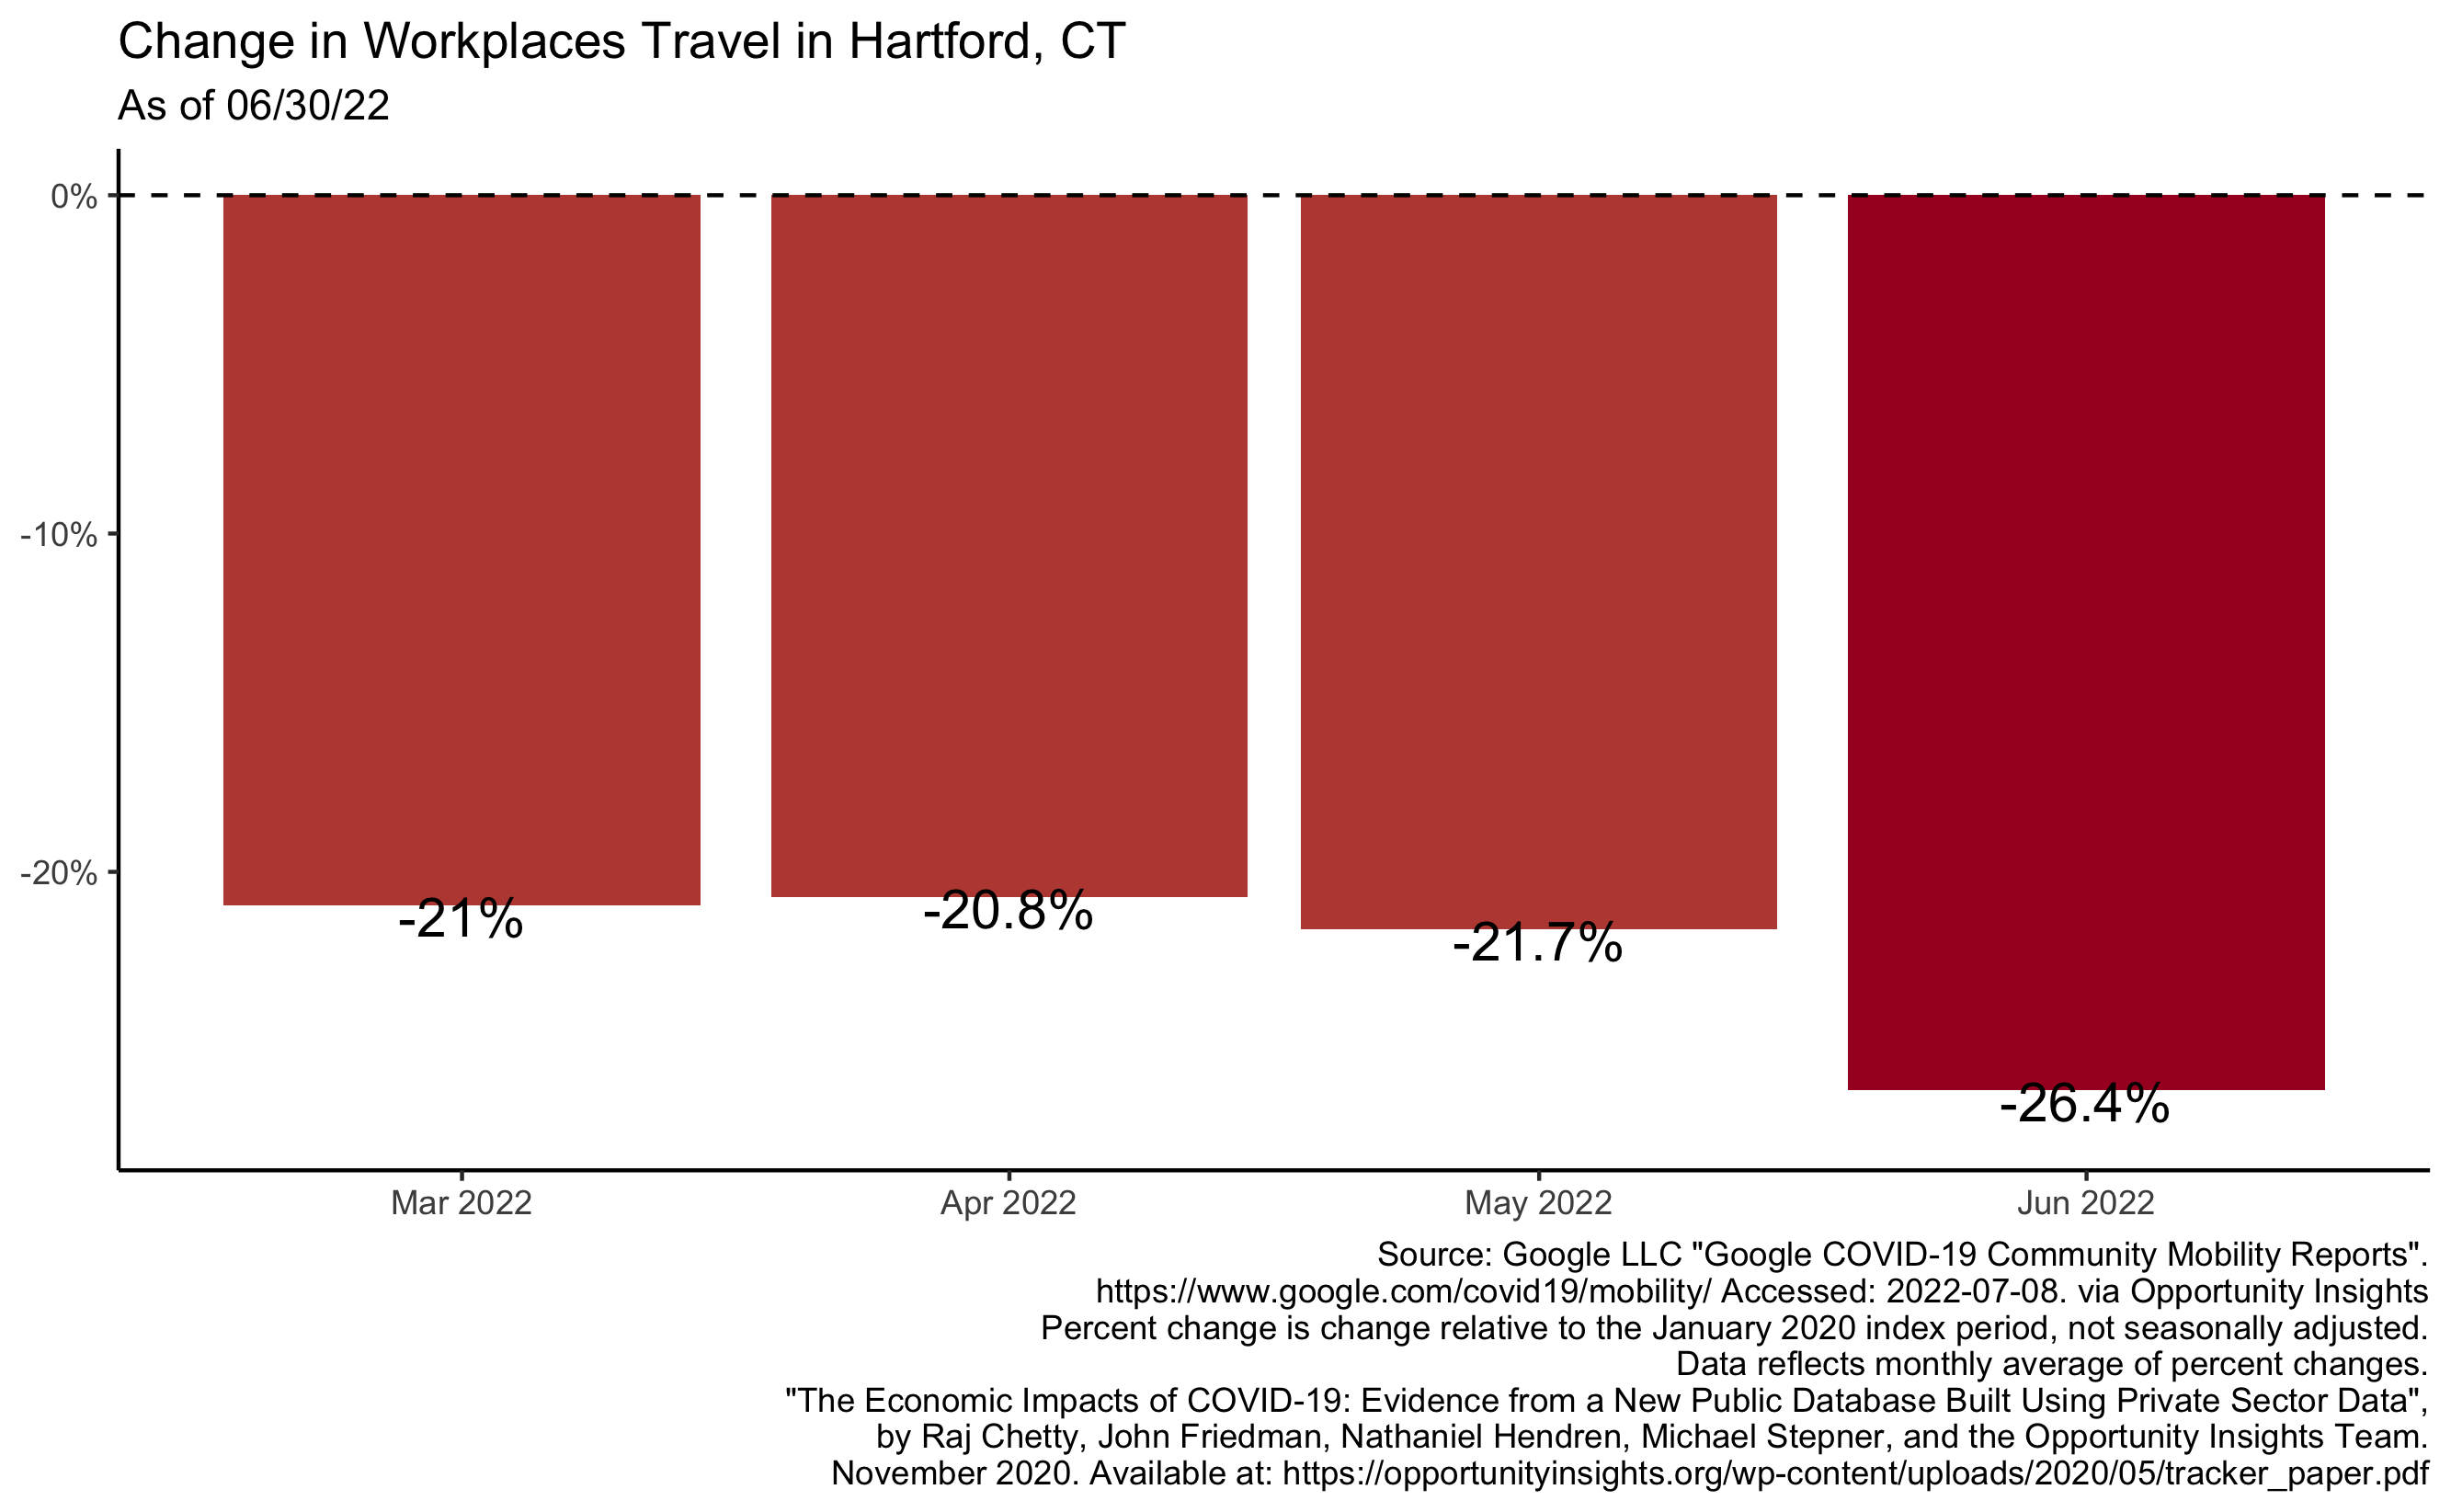 Change in Workplaces Travel in Hartford, CT
As of 06/30/22
0%
-10%
-20%
-21%
-20.8%
-21.7%
-26.4%
Mar 2022
Apr 2022
May 2022
Jun 2022
Source: Google LLC "Google COVID-19 Community Mobility Reports".
https://www.google.com/covid19/mobility/ Accessed: 2022-07-08. via Opportunity Insights
Percent change is change relative to the January 2020 index period, not seasonally adjusted.
Data reflects monthly average of percent changes.
"The Economic Impacts of COVID-19: Evidence from a New Public Database Built Using Private Sector Data",
by Raj Chetty, John Friedman, Nathaniel Hendren, Michael Stepner, and the Opportunity Insights Team.
November 2020. Available at: https://opportunityinsights.org/wp-content/uploads/2020/05/tracker_paper.pdf